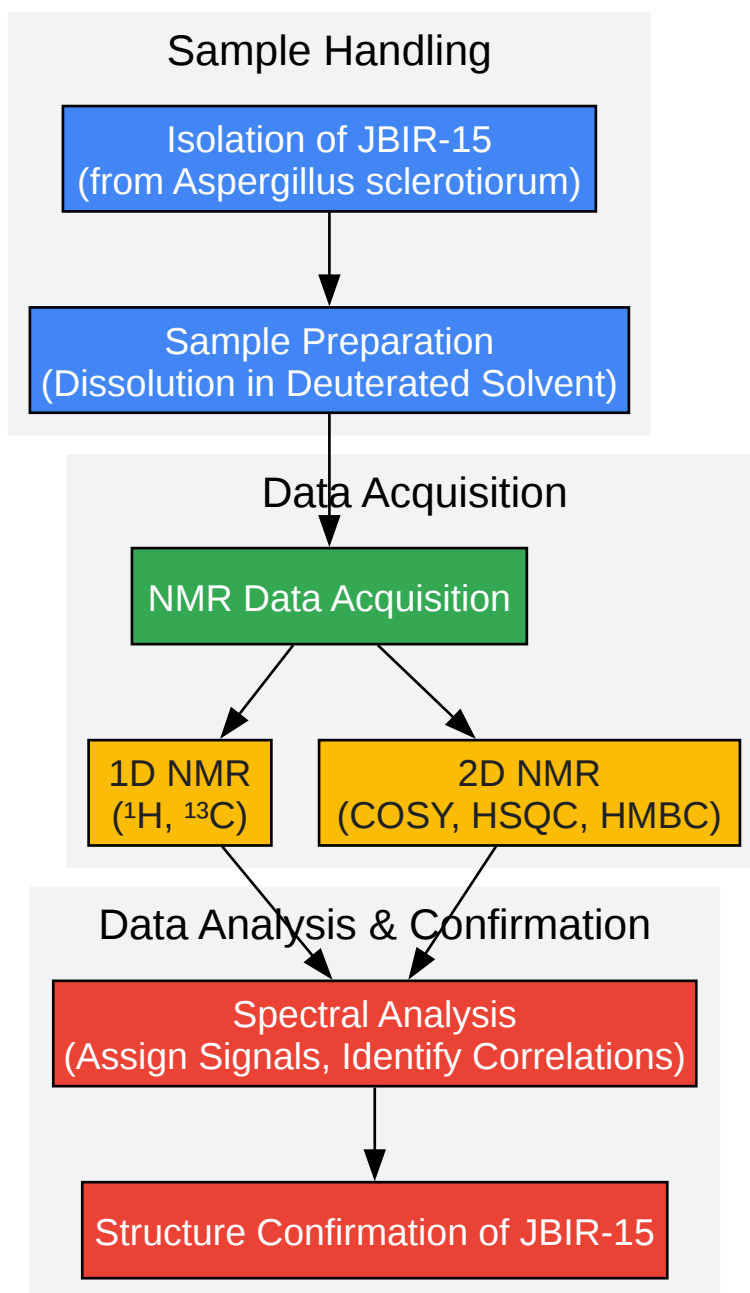 Sample Handling
Isolation of JBIR-15
(from Aspergillus sclerotiorum)
Sample Preparation
(Dissolution in Deuterated Solvent)
Data Acquisition
NMR Data Acquisition
1D NMR
(¹H, ¹³C)
2D NMR
(COSY, HSQC, HMBC)
Data Analysis & Confirmation
Spectral Analysis
(Assign Signals, Identify Correlations)
Structure Confirmation of JBIR-15